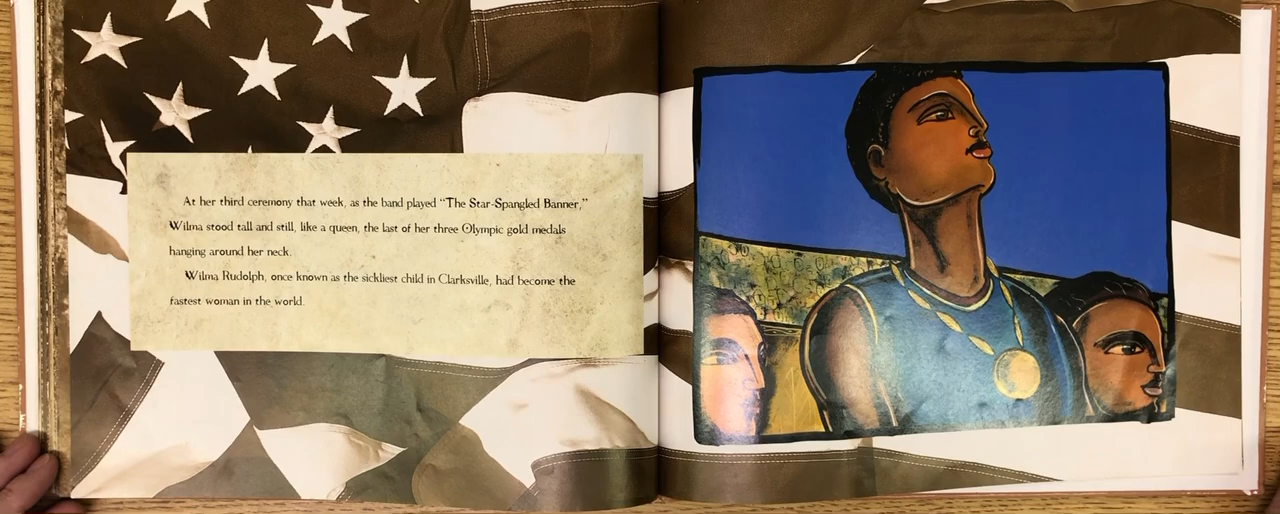 At her third ceremony that week, as the band played “The Star-Spangled Banner,”
Wilma stood tall and still, like a queen, the last of her three Olympic gold medals
hanging around her neck.
Wilma Rudolph, once known as the sickliest child in Clarksville, had become the
fastest woman in the world.